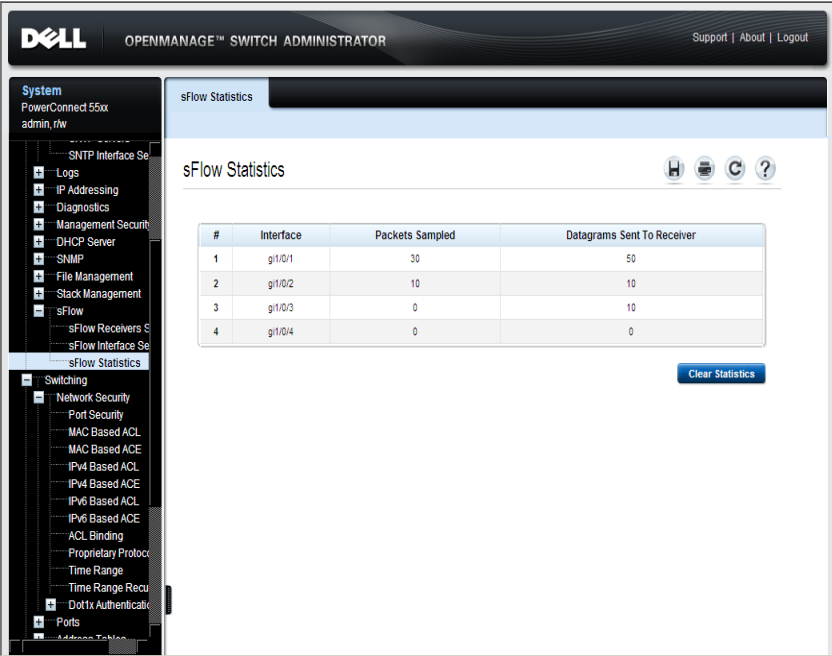 DELL
OPENMANAGE™ SWITCH ADMINISTRATOR
Support | About | Logout
System
PowerConnect 55xx
admin, r/w
SNTP Interface Se
Logs
IP Addressing
Diagnostics
Management Securit
DHCP Server
SNMP
File Management
Stack Management
sFlow
sFlow Receivers S
sFlow Interface Se
sFlow Statistics
Switching
Network Security
Port Security
MAC Based ACL
MAC Based ACE
IPv4 Based ACL
IPv4 Based ACE
IPv6 Based ACL
IPv6 Based ACE
ACL Binding
Proprietary Protoco
Time Range
Time Range Recu
Dot1x Authenticatio
Ports
sFlow Statistics
sFlow Statistics
# Interface Packets Sampled Datagrams Sent To Receiver
1 gi1/0/1 30 50
2 gi1/0/2 10 10
3 gi1/0/3 0 10
4 gi1/0/4 0 0
Clear Statistics